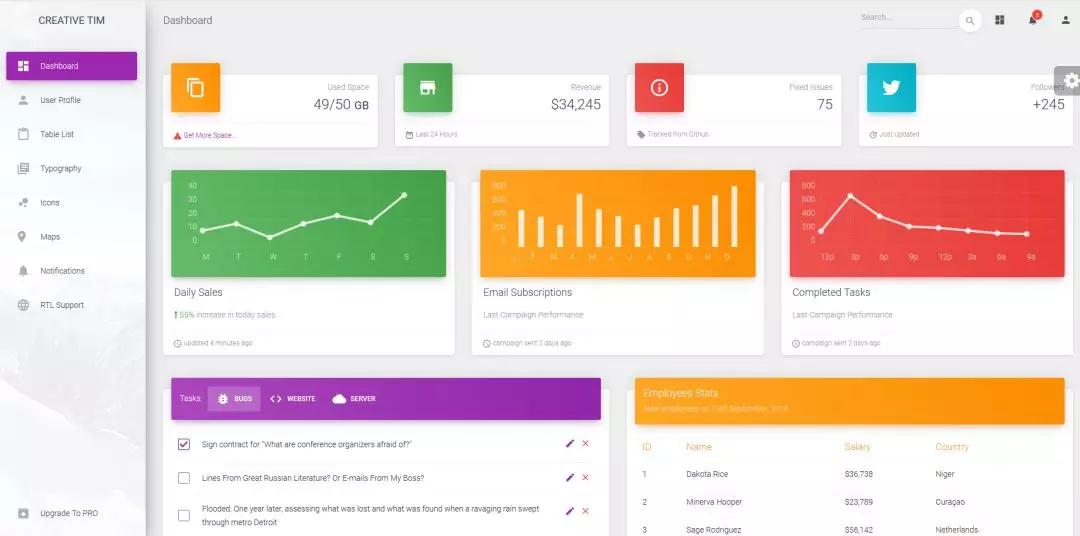 CREATIVE TIM
Dashboard
User Profile
Table List
Typography
Icons
Maps
Notifications
RTL Support
Upgrade To PRO
Dashboard
Search...
5
Used Space
49/50 GB
Get More Space...
Revenue
$34,245
Last 24 Hours
Fixed Issues
75
Tracked from Github
Followers
+245
Just updated
40
30
20
10
0
M T W T F S S
Daily Sales
55% increase in today sales.
updated 4 minutes ago
800
600
400
200
0
J F M A M J J A S O N D
Email Subscriptions
Last Campaign Performance
campaign sent 2 days ago
800
600
400
200
0
12p 3p 6p 9p 12p 3a 6a 9a
Completed Tasks
Last Campaign Performance
campaign sent 2 days ago
Tasks: BUGS WEBSITE SERVER
Sign contract for "What are conference organizers afraid of?"
Lines From Great Russian Literature? Or E-mails From My Boss?
Flooded: One year later, assessing what was lost and what was found when a ravaging rain swept
through metro Detroit
Employees Stats
New employees on 15th September, 2016
ID Name Salary Country
1 Dakota Rice $36,738 Niger
2 Minerva Hooper $23,789 Curaçao
3 Sage Rodriguez $56,142 Netherlands